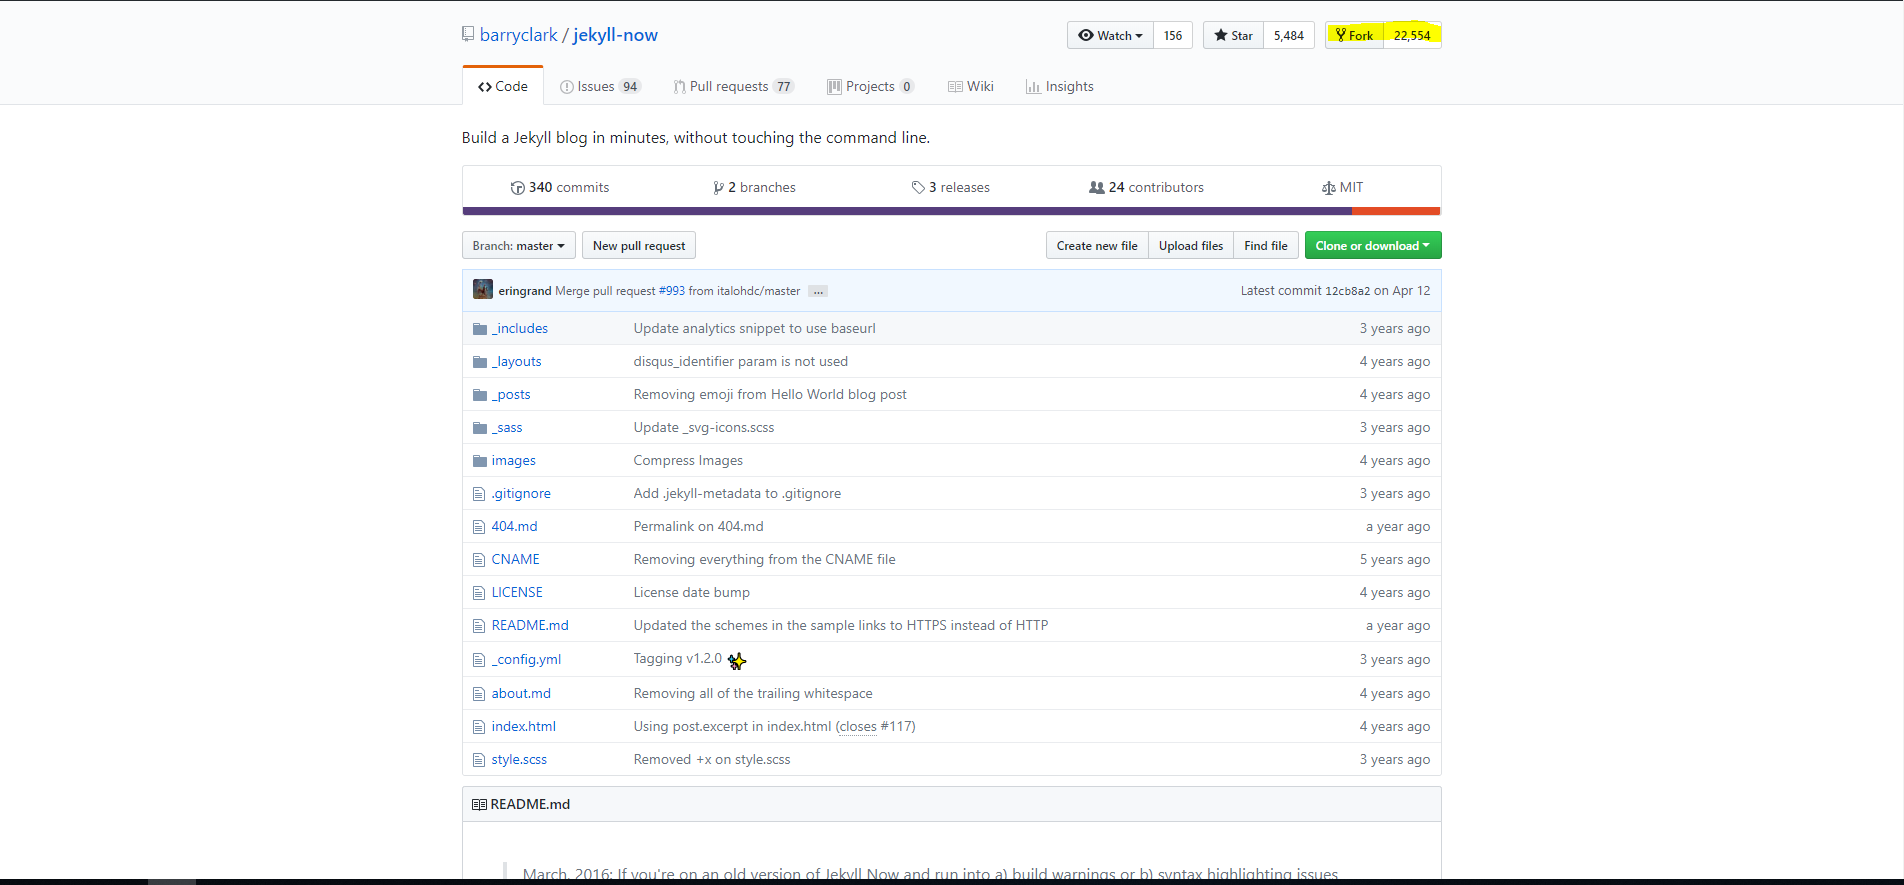 barryclark / jekyll-now Watch 156 Star 5,484 Fork 22,554
Code Issues 94 Pull requests 77 Projects 0 Wiki Insights
Build a Jekyll blog in minutes, without touching the command line.
340 commits 2 branches 3 releases 24 contributors MIT
Branch: master New pull request Create new file Upload files Find file Clone or download
eringrand Merge pull request #993 from italohdc/master ... Latest commit 12cb8a2 on Apr 12
_includes Update analytics snippet to use baseurl 3 years ago
_layouts disqus_identifier param is not used 4 years ago
_posts Removing emoji from Hello World blog post 4 years ago
_sass Update _svg-icons.scss 3 years ago
images Compress Images 4 years ago
.gitignore Add .jekyll-metadata to .gitignore 3 years ago
404.md Permalink on 404.md a year ago
CNAME Removing everything from the CNAME file 5 years ago
LICENSE License date bump 4 years ago
README.md Updated the schemes in the sample links to HTTPS instead of HTTP a year ago
_config.yml Tagging v1.2.0 3 years ago
about.md Removing all of the trailing whitespace 4 years ago
index.html Using post.excerpt in index.html (closes #117) 4 years ago
style.scss Removed +x on style.scss 3 years ago
README.md
March, 2016: If you're on an old version of Jekyll Now and run into a) build warnings or b) syntax highlighting issues